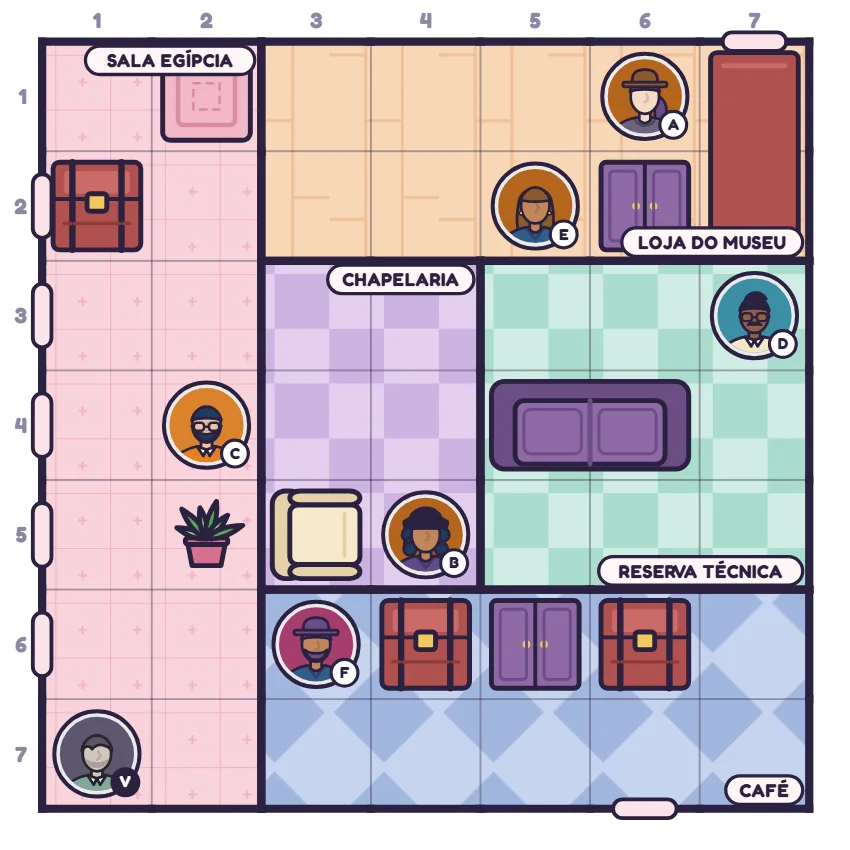 1 2 3 4 5 6 7
SALA EGÍPCIA
1
A
2
E
LOJA DO MUSEU
CHAPELARIA
3
D
4
C
5
B
RESERVA TÉCNICA
6
F
7
V
CAFÉ